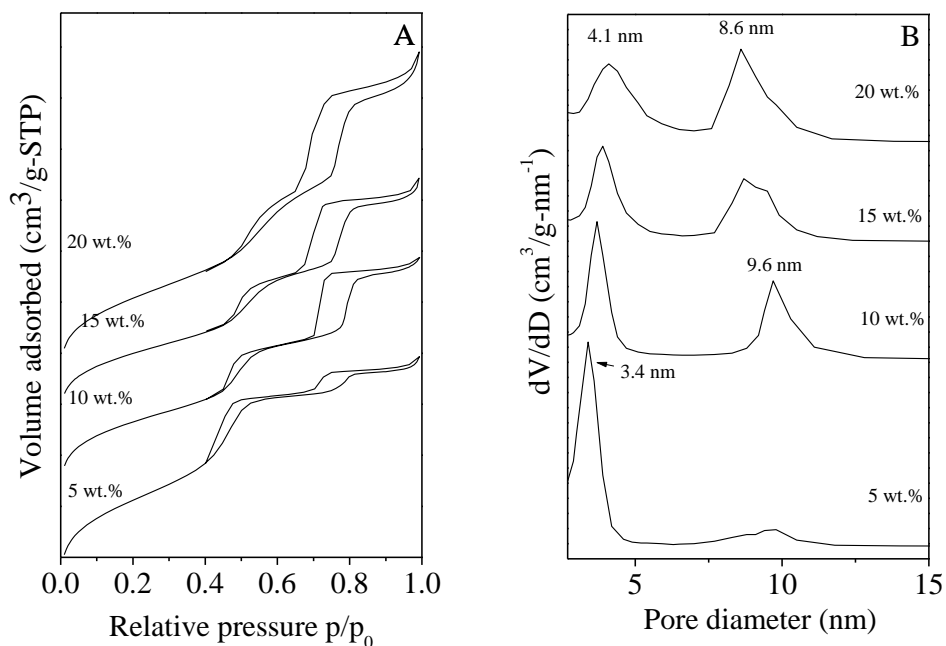 A
Volume adsorbed (cm³/g-STP)
20 wt.%
15 wt.%
10 wt.%
5 wt.%
0.0 0.2 0.4 0.6 0.8 1.0
Relative pressure p/p₀
B
4.1 nm
8.6 nm
20 wt.%
15 wt.%
9.6 nm
10 wt.%
3.4 nm
5 wt.%
dV/dD (cm³/g-nm⁻¹)
5 10 15
Pore diameter (nm)